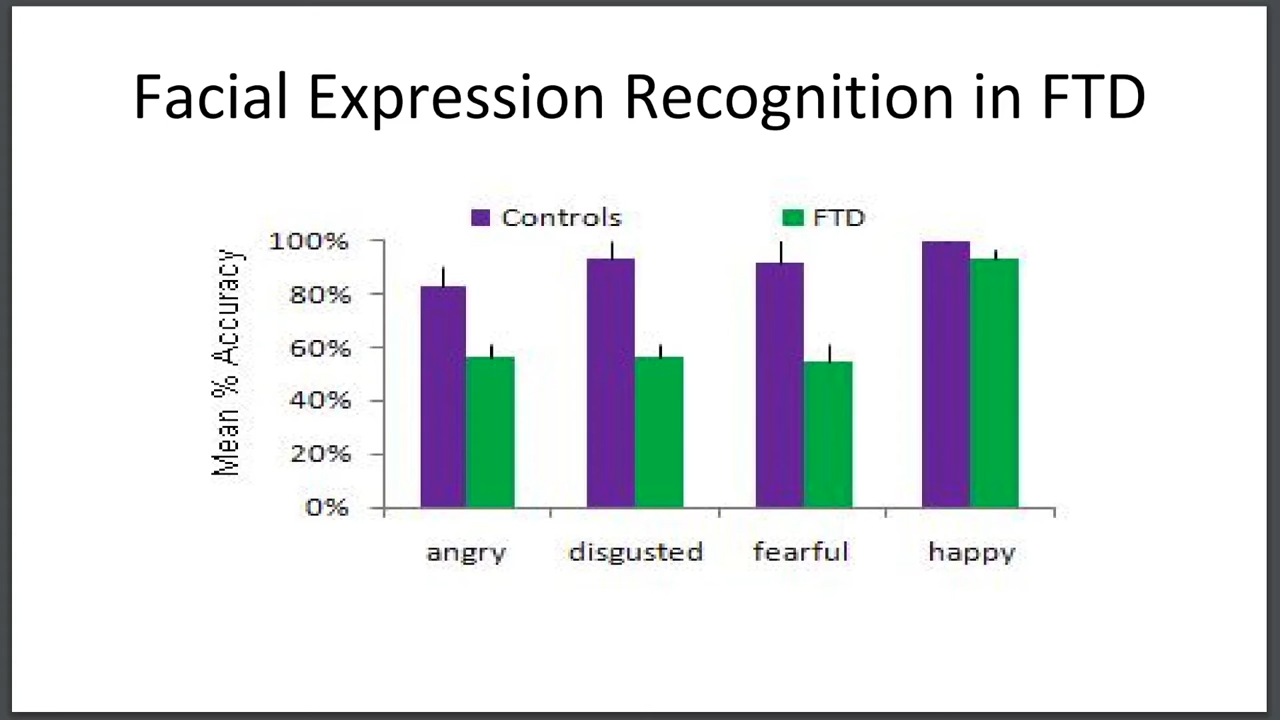 Facial Expression Recognition in FTD
Controls FTD
Mean % Accuracy
100%
80%
60%
40%
20%
0%
angry disgusted fearful happy